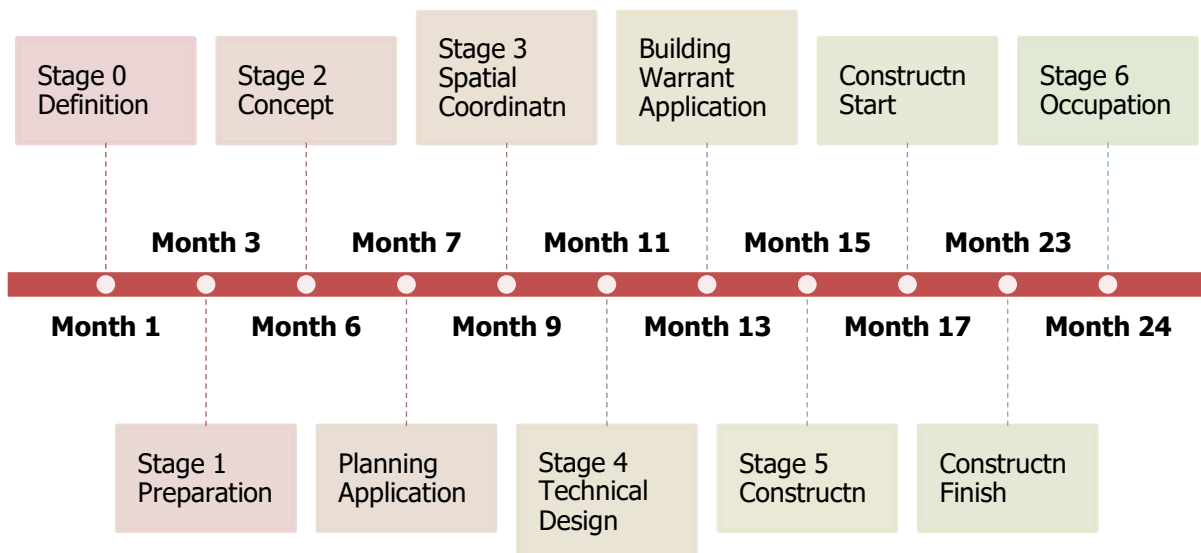 Stage 0
Definition
Stage 2
Concept
Stage 3
Spatial
Coordinatn
Building
Warrant
Application
Constructn
Start
Stage 6
Occupation
Month 3
Month 7
Month 11
Month 15
Month 23
Month 1
Month 6
Month 9
Month 13
Month 17
Month 24
Stage 1
Preparation
Planning
Application
Stage 4
Technical
Design
Stage 5
Constructn
Constructn
Finish